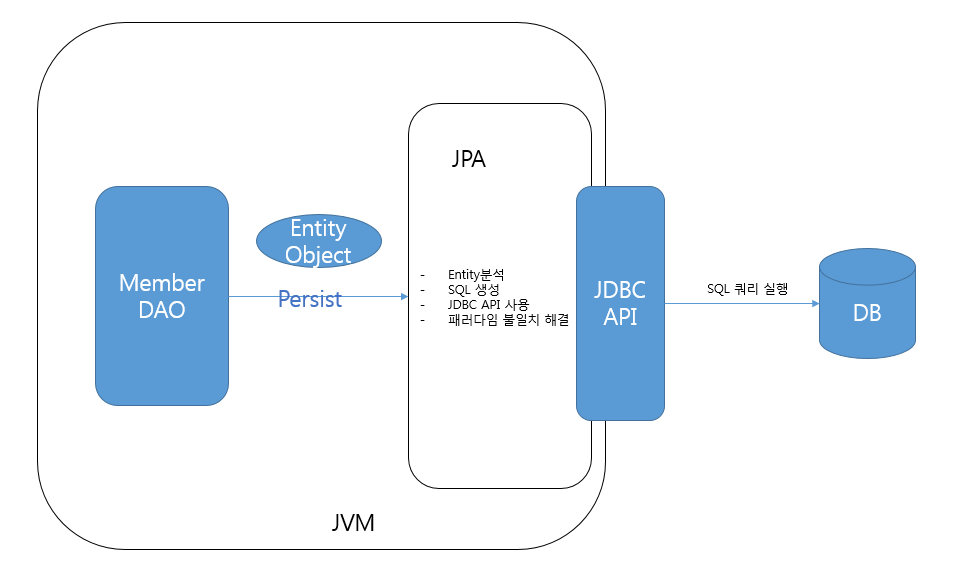 JPA
Entity
Object
Member
DAO
Persist
- Entity분석
- SQL 생성
- JDBC API 사용
- 패러다임 불일치 해결
JDBC
API
SQL 쿼리 실행
DB
JVM